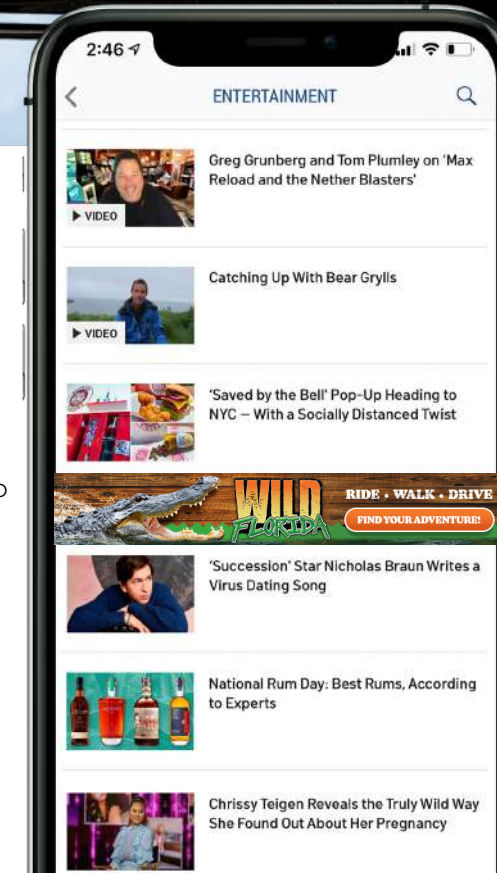 2:46
ENTERTAINMENT
Greg Grunberg and Tom Plumley on 'Max
Reload and the Nether Blasters'
VIDEO
Catching Up With Bear Grylls
VIDEO
'Saved by the Bell' Pop-Up Heading to
NYC – With a Socially Distanced Twist
WILD
FLORIDA
RIDE • WALK • DRIVE
FIND YOUR ADVENTURE!
'Succession' Star Nicholas Braun Writes a
Virus Dating Song
National Rum Day: Best Rums, According
to Experts
Chrissy Teigen Reveals the Truly Wild Way
She Found Out About Her Pregnancy